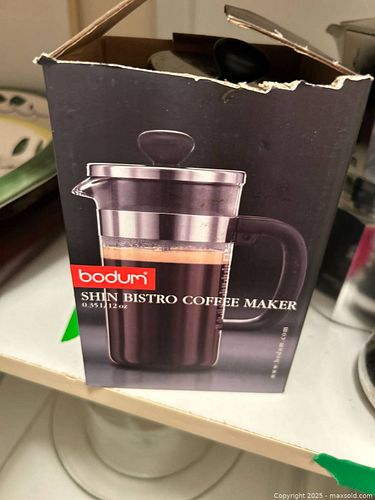 bodum
SHIN BISTRO COFFEE MAKER
0.35 l / 12 oz
www.bodum.com
Copyright 2025 - maxsold.com